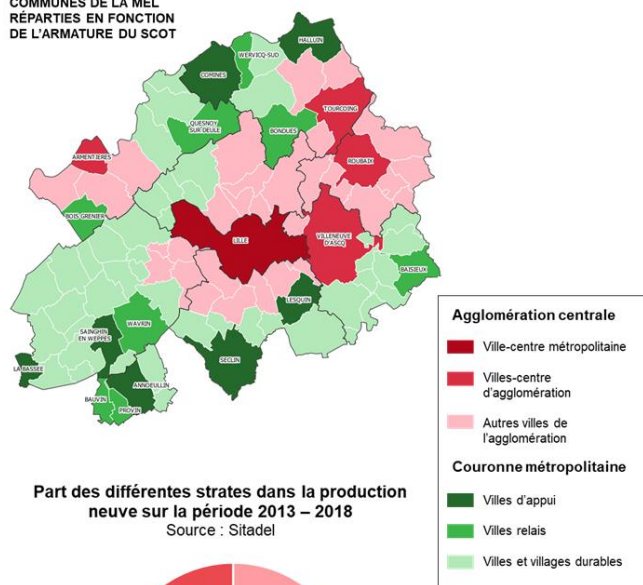 COMMUNES DE LA MEL
RÉPARTIES EN FONCTION
DE L'ARMATURE DU SCOT
HALLUIN
WERVICQ-SUD
COMINES
TOURCOING
QUESNOY
SUR DEULE
BONDUES
ARMENTIERES
ROUBAIX
BOIS GRENIER
LILLE
VILLENEUVE
D'ASCQ
BAISIEUX
LESQUIN
WAVRIN
SAINGHIN
EN WEPPES
SECLIN
LA BASSEE
ANNOEULLIN
BAUVIN
PROVIN
Agglomération centrale
Ville-centre métropolitaine
Villes-centre
d'agglomération
Autres villes de
l'agglomération
Couronne métropolitaine
Villes d'appui
Villes relais
Villes et villages durables
Part des différentes strates dans la production
neuve sur la période 2013 – 2018
Source : Sitadel